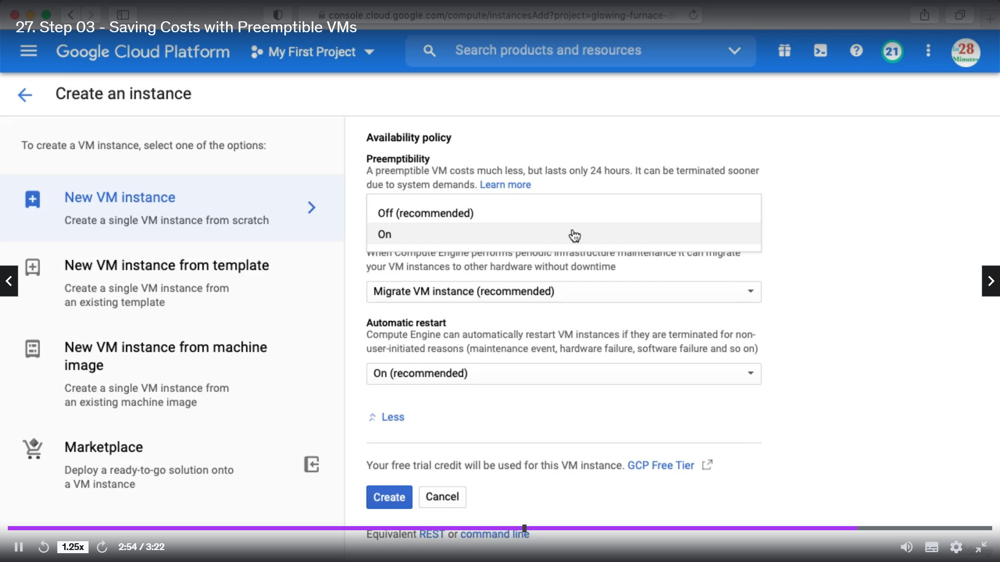 console.cloud.google.com/compute/instancesAdd?project=glowing-furnace-3
27. Step 03 - Saving Costs with Preemptible VMs
Google Cloud Platform
My First Project
Search products and resources
21
in28
Minutes
Create an instance
To create a VM instance, select one of the options:
New VM instance
Create a single VM instance from scratch
New VM instance from template
Create a single VM instance from
an existing template
New VM instance from machine
image
Create a single VM instance from
an existing machine image
Marketplace
Deploy a ready-to-go solution onto
a VM instance
Availability policy
Preemptibility
A preemptible VM costs much less, but lasts only 24 hours. It can be terminated sooner
due to system demands. Learn more
Off (recommended)
On
When Compute Engine performs periodic infrastructure maintenance it can migrate
your VM instances to other hardware without downtime
Migrate VM instance (recommended)
Automatic restart
Compute Engine can automatically restart VM instances if they are terminated for non-
user-initiated reasons (maintenance event, hardware failure, software failure and so on)
On (recommended)
Less
Your free trial credit will be used for this VM instance. GCP Free Tier
Create
Cancel
Equivalent REST or command line
1.25x
2:54 / 3:22